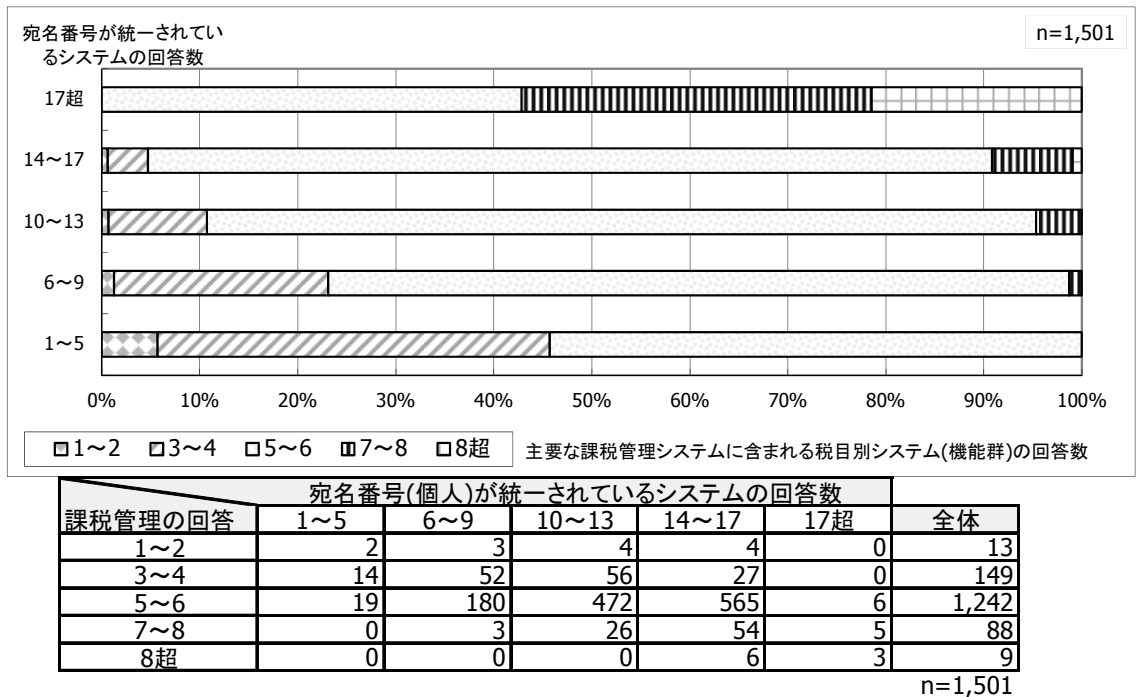 宛名番号が統一されてい
るシステムの回答数
n=1,501
17超
14～17
10～13
6～9
1～5
0% 10% 20% 30% 40% 50% 60% 70% 80% 90% 100%
1～2 3～4 5～6 7～8 8超
主要な課税管理システムに含まれる税目別システム(機能群)の回答数
宛名番号(個人)が統一されているシステムの回答数
課税管理の回答 1～5 6～9 10～13 14～17 17超 全体
1～2 2 3 4 4 0 13
3～4 14 52 56 27 0 149
5～6 19 180 472 565 6 1,242
7～8 0 3 26 54 5 88
8超 0 0 0 6 3 9
n=1,501